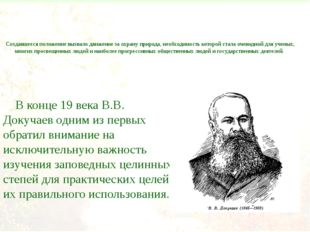 Создавшееся положение вызвало движение за охрану природы, необходимость которой стала очевидной для ученых,
многих просвещенных людей и наиболее прогрессивных общественных людей и государственных деятелей.
В конце 19 века В.В.
Докучаев одним из первых
обратил внимание на
исключительную важность
изучения заповедных целинных
степей для практических целей
их правильного использования.
В. В. Докучаев (1846—1903)